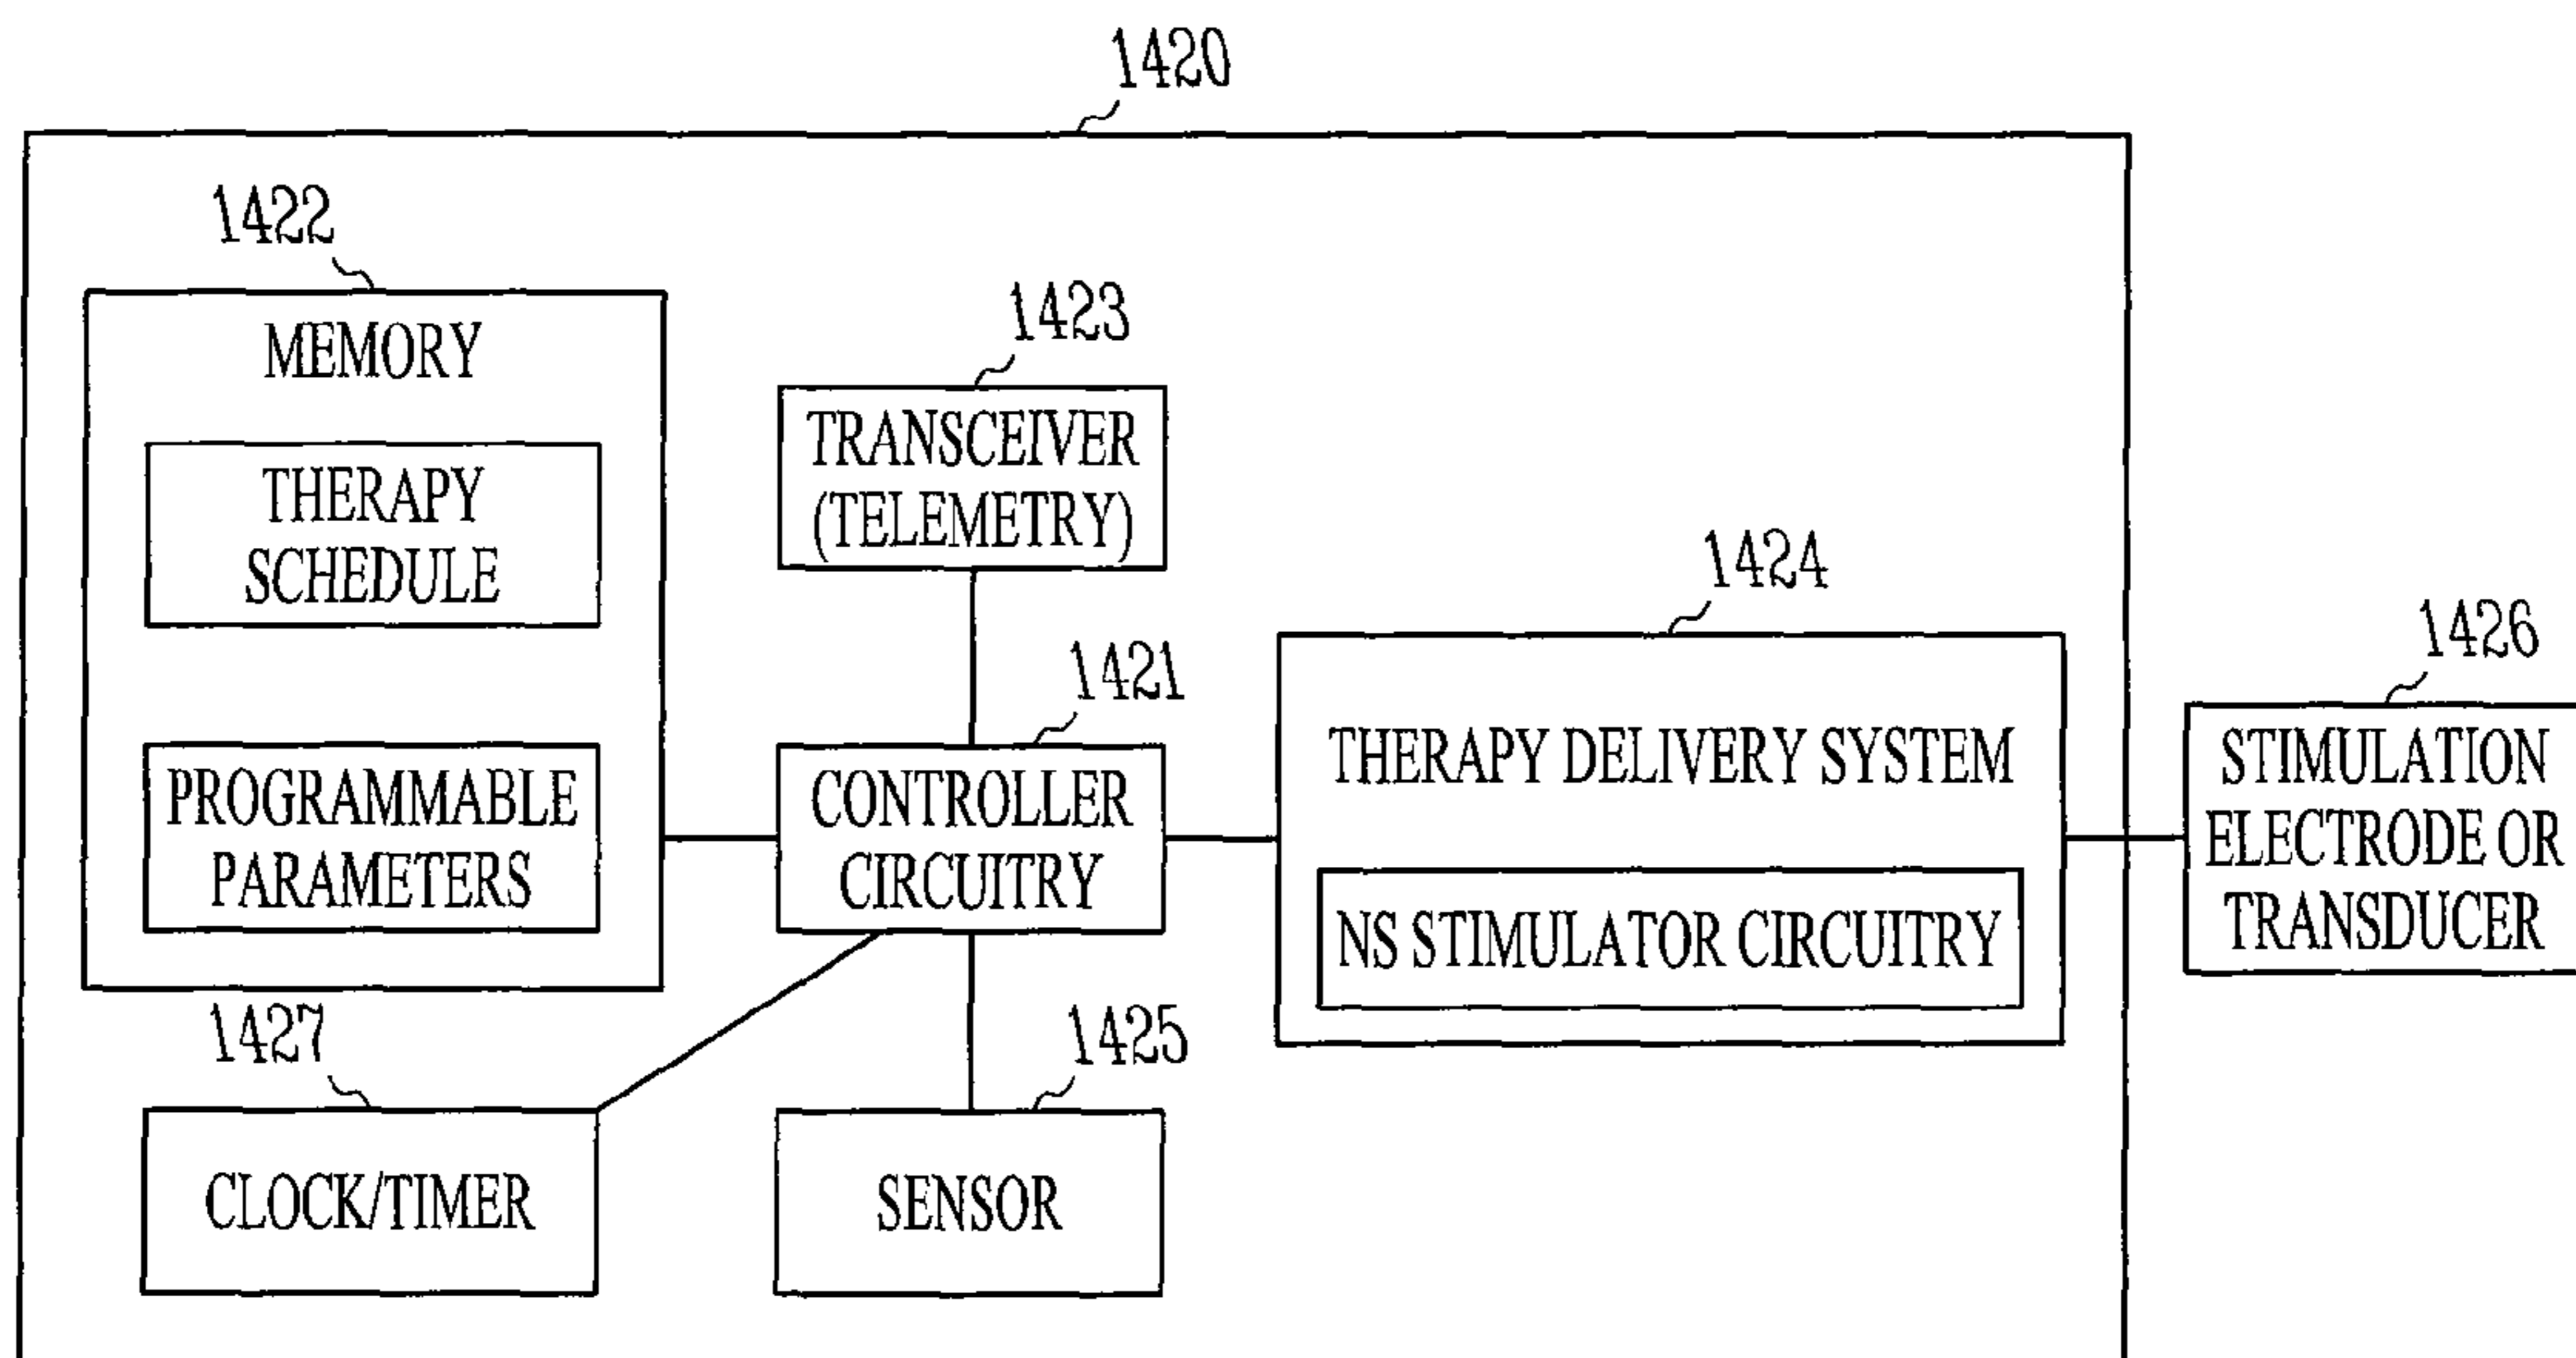 1420
1422
MEMORY
THERAPY
SCHEDULE
PROGRAMMABLE
PARAMETERS
1423
TRANSCEIVER
(TELEMETRY)
1421
CONTROLLER
CIRCUITRY
1424
THERAPY DELIVERY SYSTEM
NS STIMULATOR CIRCUITRY
1426
STIMULATION
ELECTRODE OR
TRANSDUCER
1427
CLOCK/TIMER
1425
SENSOR